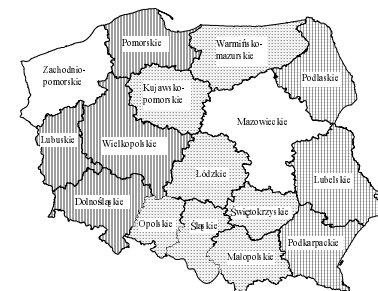 Pomorskie
Warmińsko-
mazurskie
Podlaskie
Zachodnio-
pomorskie
Kujawsko-
pomorskie
Mazowieckie
Lubuskie
Wielkopolskie
Łódzkie
Lubelskie
Dolnośląskie
Opolskie
Śląskie
Świętokrzyskie
Podkarpackie
Małopolskie